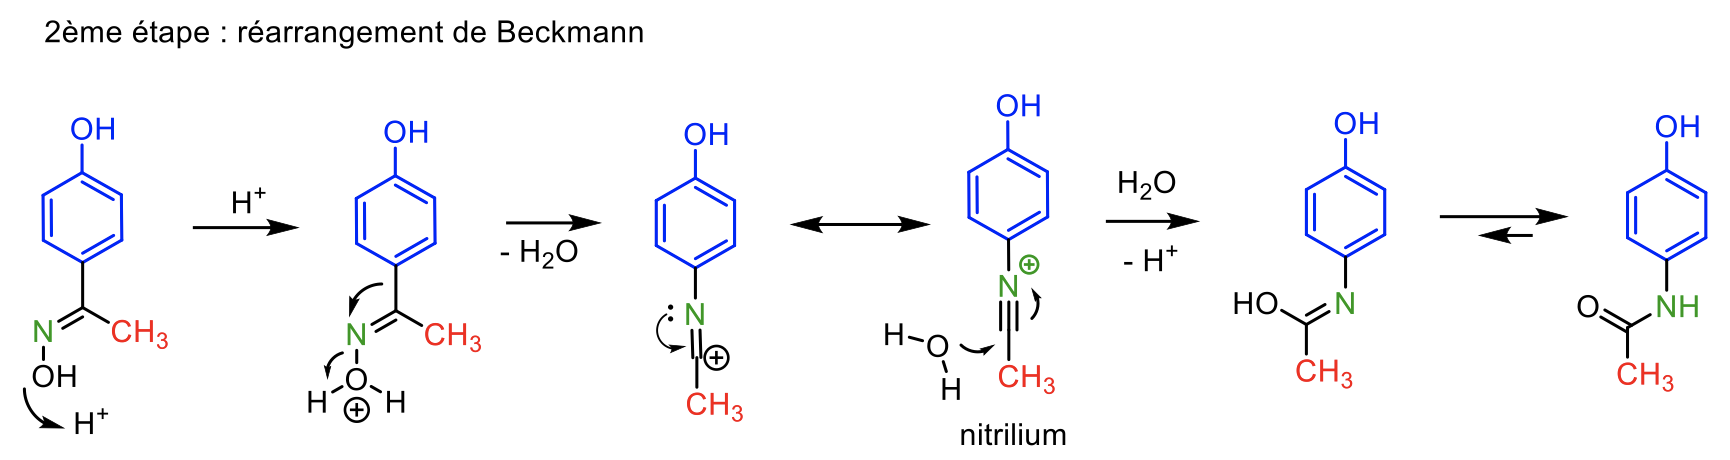 2ème étape : réarrangement de Beckmann
OH
N
CH₃
OH
H⁺
H⁺
OH
N
CH₃
H O H
⊕
- H₂O
OH
: N
⊕
CH₃
OH
⊕
N
H O
H
CH₃
nitrilium
H₂O
- H⁺
OH
HO N
CH₃
OH
O NH
CH₃